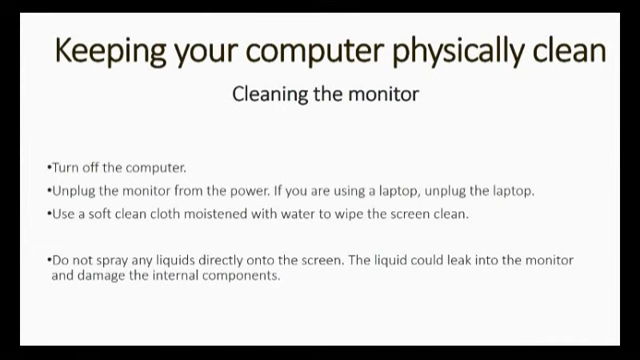 Keeping your computer physically clean
Cleaning the monitor
•Turn off the computer.
•Unplug the monitor from the power. If you are using a laptop, unplug the laptop.
•Use a soft clean cloth moistened with water to wipe the screen clean.
•Do not spray any liquids directly onto the screen. The liquid could leak into the monitor
and damage the internal components.